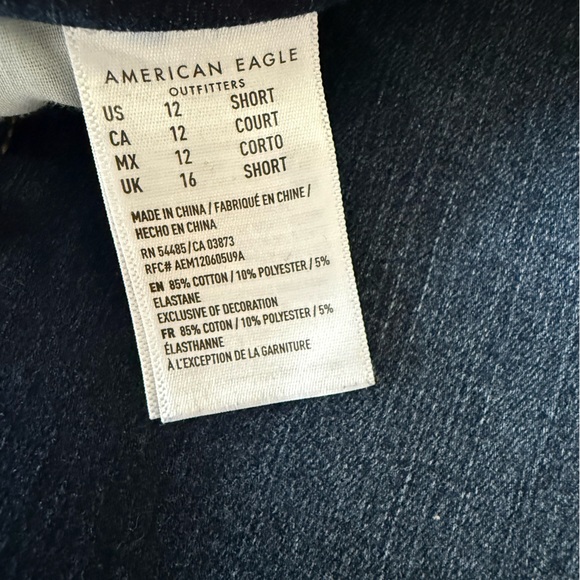 AMERICAN EAGLE
OUTFITTERS
US 12 SHORT
CA 12 COURT
MX 12 CORTO
UK 16 SHORT
MADE IN CHINA / FABRIQUÉ EN CHINE /
HECHO EN CHINA
RN 54485/CA 03873
RFC# AEM120605U9A
EN 85% COTTON / 10% POLYESTER / 5%
ELASTANE
EXCLUSIVE OF DECORATION
FR 85% COTON / 10% POLYESTER / 5%
ÉLASTHANNE
À L'EXCEPTION DE LA GARNITURE